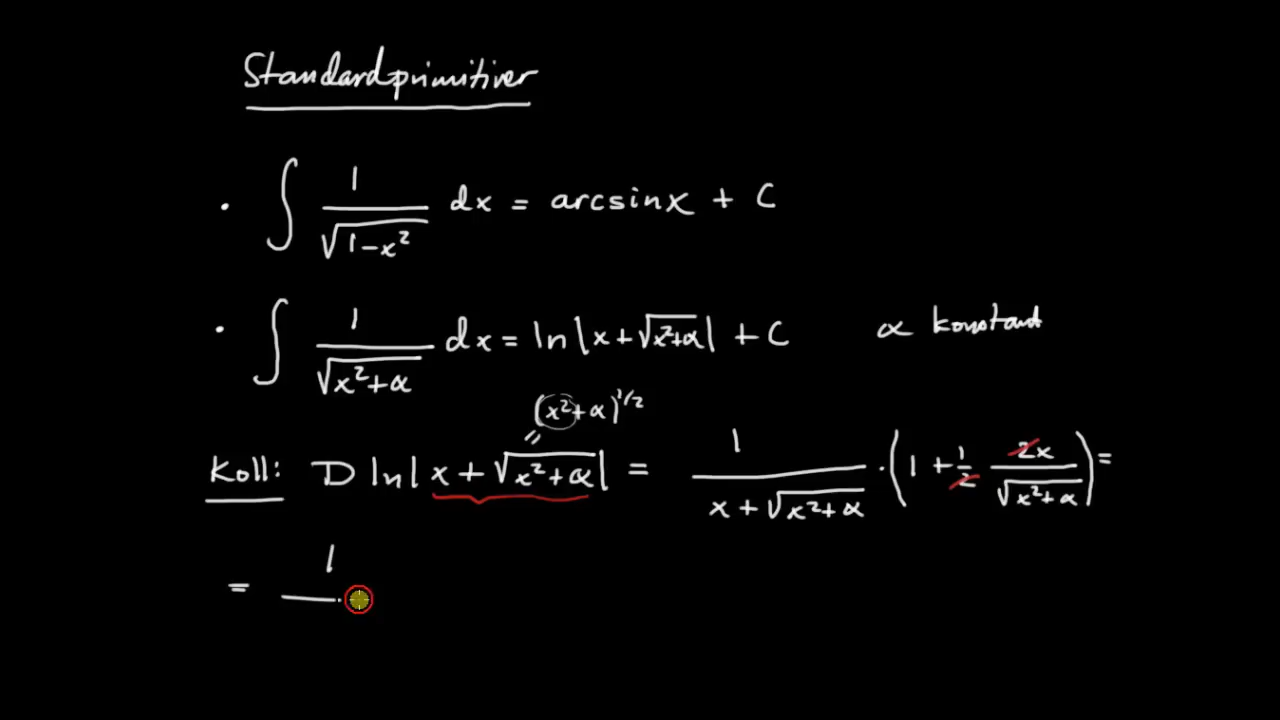 Standardprimitiver
• ∫ 1/√(1-x²) dx = arcsinx + C
• ∫ 1/√(x²+α) dx = ln|x+√(x²+α)| + C α konstant
(x²+α)^1/2
Koll: D ln|x+√(x²+α)| = 1/(x+√(x²+α)) · (1 + 1/2 2x/√(x²+α)) =
= 1